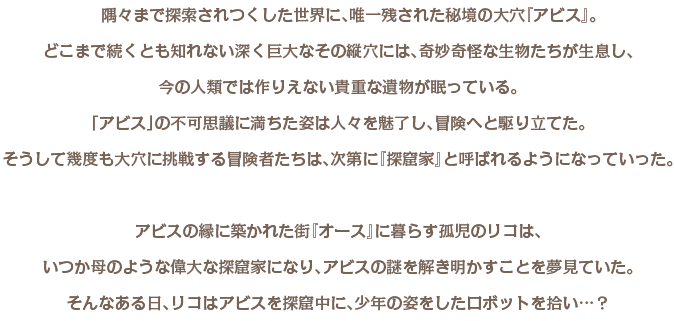 隅々まで探索されつくした世界に、唯一残された秘境の大穴『アビス』。
どこまで続くとも知れない深く巨大なその縦穴には、奇妙奇怪な生物たちが生息し、
今の人類では作りえない貴重な遺物が眠っている。
「アビス」の不可思議に満ちた姿は人々を魅了し、冒険へと駆り立てた。
そうして幾度も大穴に挑戦する冒険者たちは、次第に『探窟家』と呼ばれるようになっていった。
アビスの縁に築かれた街『オース』に暮らす孤児のリコは、
いつか母のような偉大な探窟家になり、アビスの謎を解き明かすことを夢見ていた。
そんなある日、リコはアビスを探窟中に、少年の姿をしたロボットを拾い…？